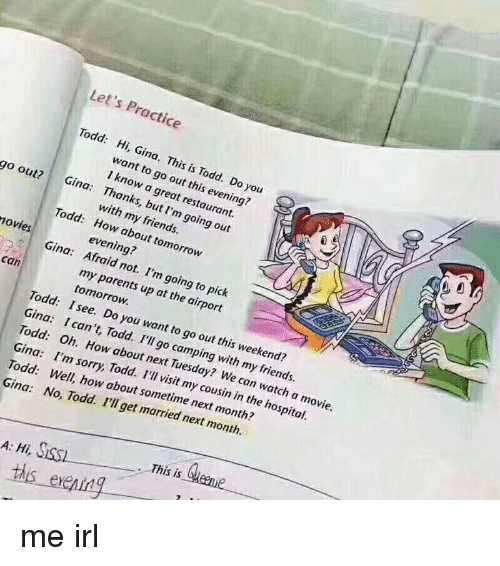 Let's Practice
Todd: Hi, Gina. This is Todd. Do you
want to go out this evening?
I know a great restaurant.
Gina: Thanks, but I'm going out
with my friends.
Todd: How about tomorrow
evening?
Gina: Afraid not. I'm going to pick
my parents up at the airport
tomorrow.
Todd: I see. Do you want to go out this weekend?
Gina: I can't, Todd. I'll go camping with my friends.
Todd: Oh. How about next Tuesday? We can watch a movie.
Gina: I'm sorry, Todd. I'll visit my cousin in the hospital.
Todd: Well, how about sometime next month?
Gina: No, Todd. I'll get married next month.
go out?
can
A: Hi, Sissi. This is Queenie
this evening ?
me irl